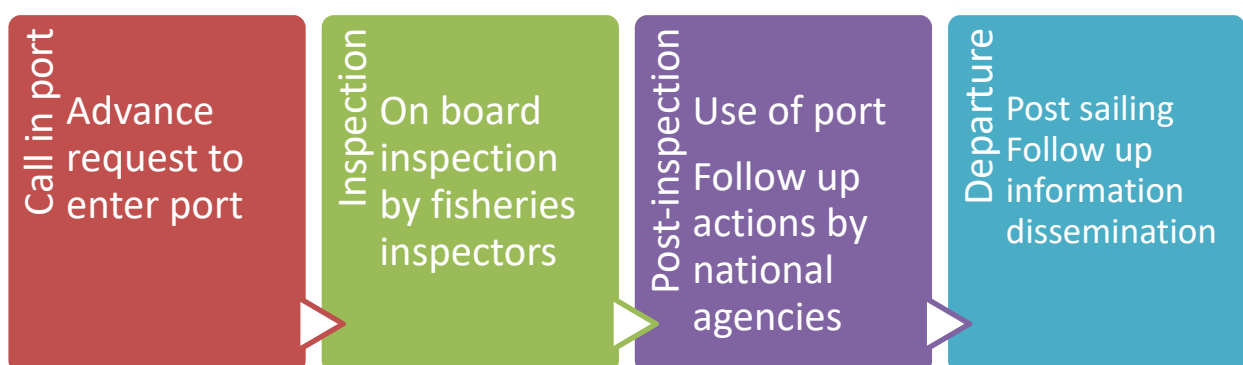 Call in port
Advance
request to
enter port
Inspection
On board
inspection
by fisheries
inspectors
Post-inspection
Use of port
Follow up
actions by
national
agencies
Departure
Post sailing
Follow up
information
dissemination